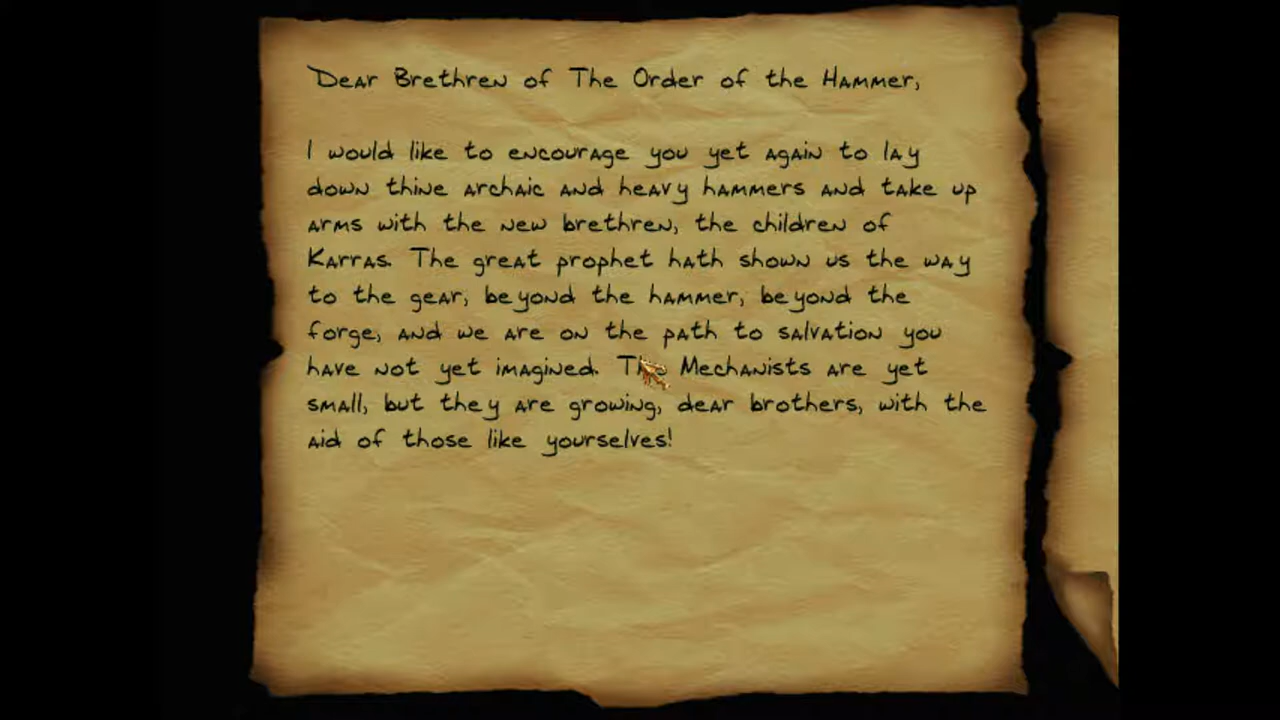 Dear Brethren of The Order of the Hammer,
I would like to encourage you yet again to lay
down thine archaic and heavy hammers and take up
arms with the new brethren, the children of
Karras. The great prophet hath shown us the way
to the gear, beyond the hammer, beyond the
forge, and we are on the path to salvation you
have not yet imagined. The Mechanists are yet
small, but they are growing, dear brothers, with the
aid of those like yourselves!